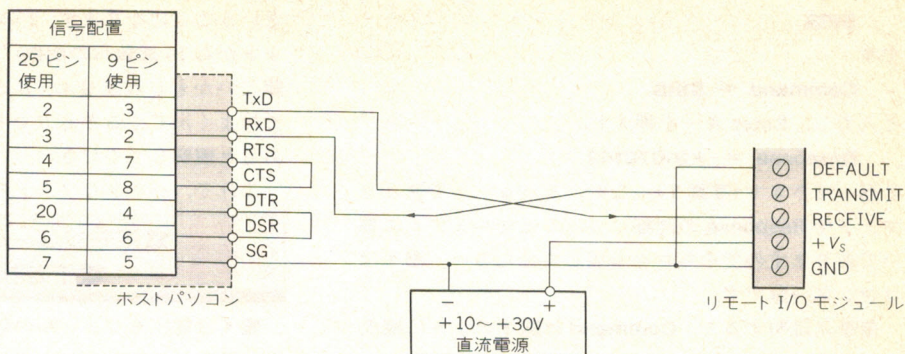 信号配置
25ピン使用 9ピン使用
2 3
3 2
4 7
5 8
20 4
6 6
7 5
TxD
RxD
RTS
CTS
DTR
DSR
SG
ホストパソコン
DEFAULT
TRANSMIT
RECEIVE
+VS
GND
リモート I/O モジュール
− +
+10〜+30V
直流電源